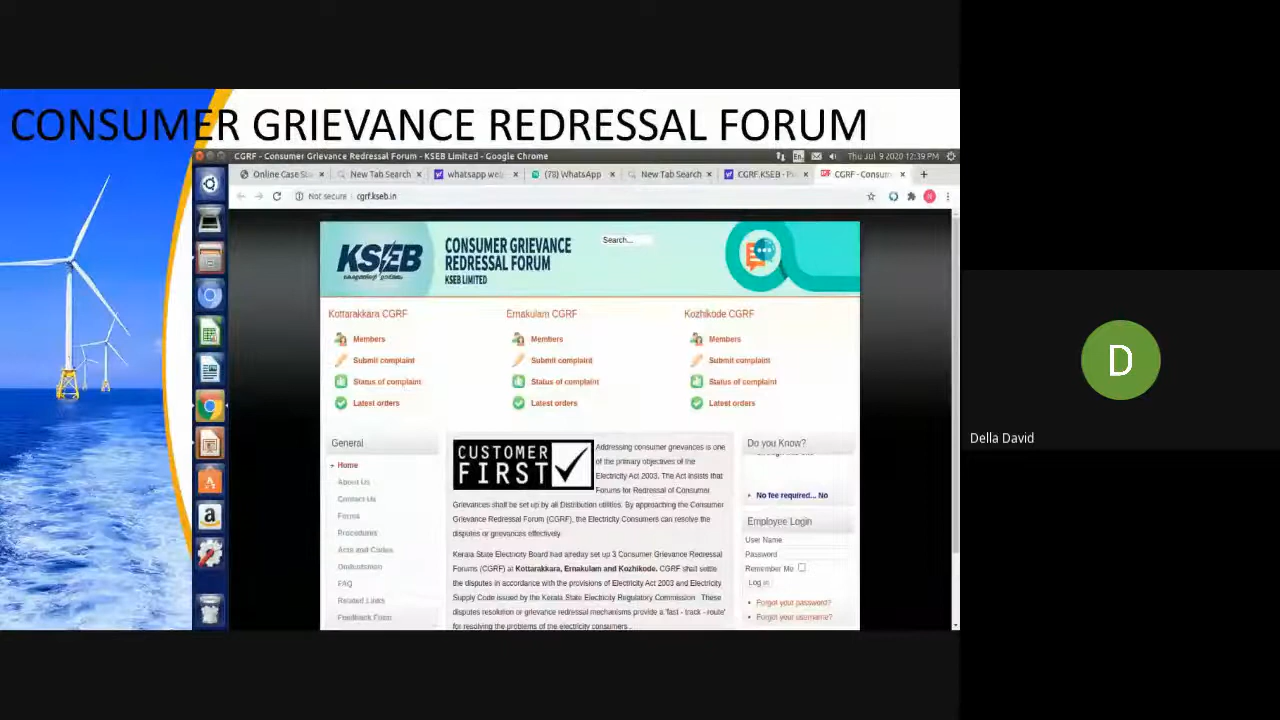 CONSUMER GRIEVANCE REDRESSAL FORUM
CGRF - Consumer Grievance Redressal Forum - KSEB Limited - Google Chrome
En
Thu Jul 9 2020 12:39 PM
Online Case St
New Tab Search
whatsapp web
(78) WhatsApp
New Tab Search
CGRF.KSEB - P
CGRF - Consum
Not secure
cgrf.kseb.in
KSEB
CONSUMER GRIEVANCE
REDRESSAL FORUM
KSEB LIMITED
Search...
Kottarakkara CGRF
Members
Submit complaint
Status of complaint
Latest orders
Ernakulam CGRF
Members
Submit complaint
Status of complaint
Latest orders
Kozhikode CGRF
Members
Submit complaint
Status of complaint
Latest orders
General
Home
About Us
Contact Us
Forms
Procedures
Acts and Codes
Ombudsman
FAQ
Related Links
Feedback Form
CUSTOMER
FIRST
Addressing consumer grievances is one
of the primary objectives of the
Electricity Act 2003. The Act insists that
Forums for Redressal of Consumer
Grievances shall be set up by all Distribution utilities. By approaching the Consumer
Grievance Redressal Forum (CGRF), the Electricity Consumers can resolve the
disputes or grievances effectively.
Kerala State Electricity Board had alreday set up 3 Consumer Grievance Redressal
Forums (CGRF) at Kottarakkara, Ernakulam and Kozhikode. CGRF shall settle
the disputes in accordance with the provisions of Electricity Act 2003 and Electricity
Supply Code issued by the Kerala State Electricity Regulatory Commission. These
disputes resolution or grievance redressal mechanisms provide a 'fast - track - route'
for resolving the problems of the electricity consumers..
Do you Know?
No fee required... No
Employee Login
User Name
Password
Remember Me
Log in
Forgot your password?
Forgot your username?
D
Della David